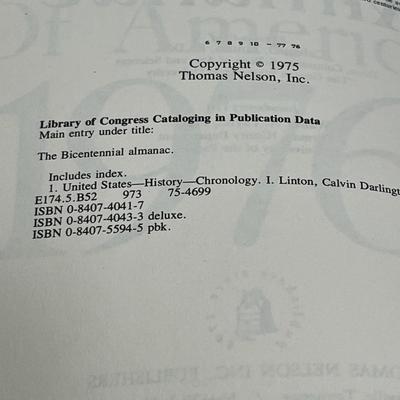 centuries
6 7 8 9 10 – 77 76
Copyright © 1975
Thomas Nelson, Inc.
Library of Congress Cataloging in Publication Data
Main entry under title:
The Bicentennial almanac.
Includes index.
1. United States—History—Chronology. I. Linton, Calvin Darlingt
E174.5.B52 973 75-4699
ISBN 0-8407-4041-7
ISBN 0-8407-4043-3 deluxe.
ISBN 0-8407-5594-5 pbk.